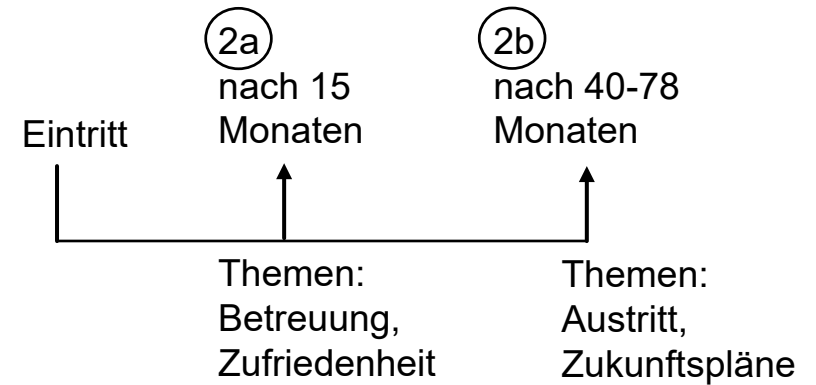 Eintritt
2a
nach 15
Monaten
2b
nach 40-78
Monaten
Themen:
Betreuung,
Zufriedenheit
Themen:
Austritt,
Zukunftspläne